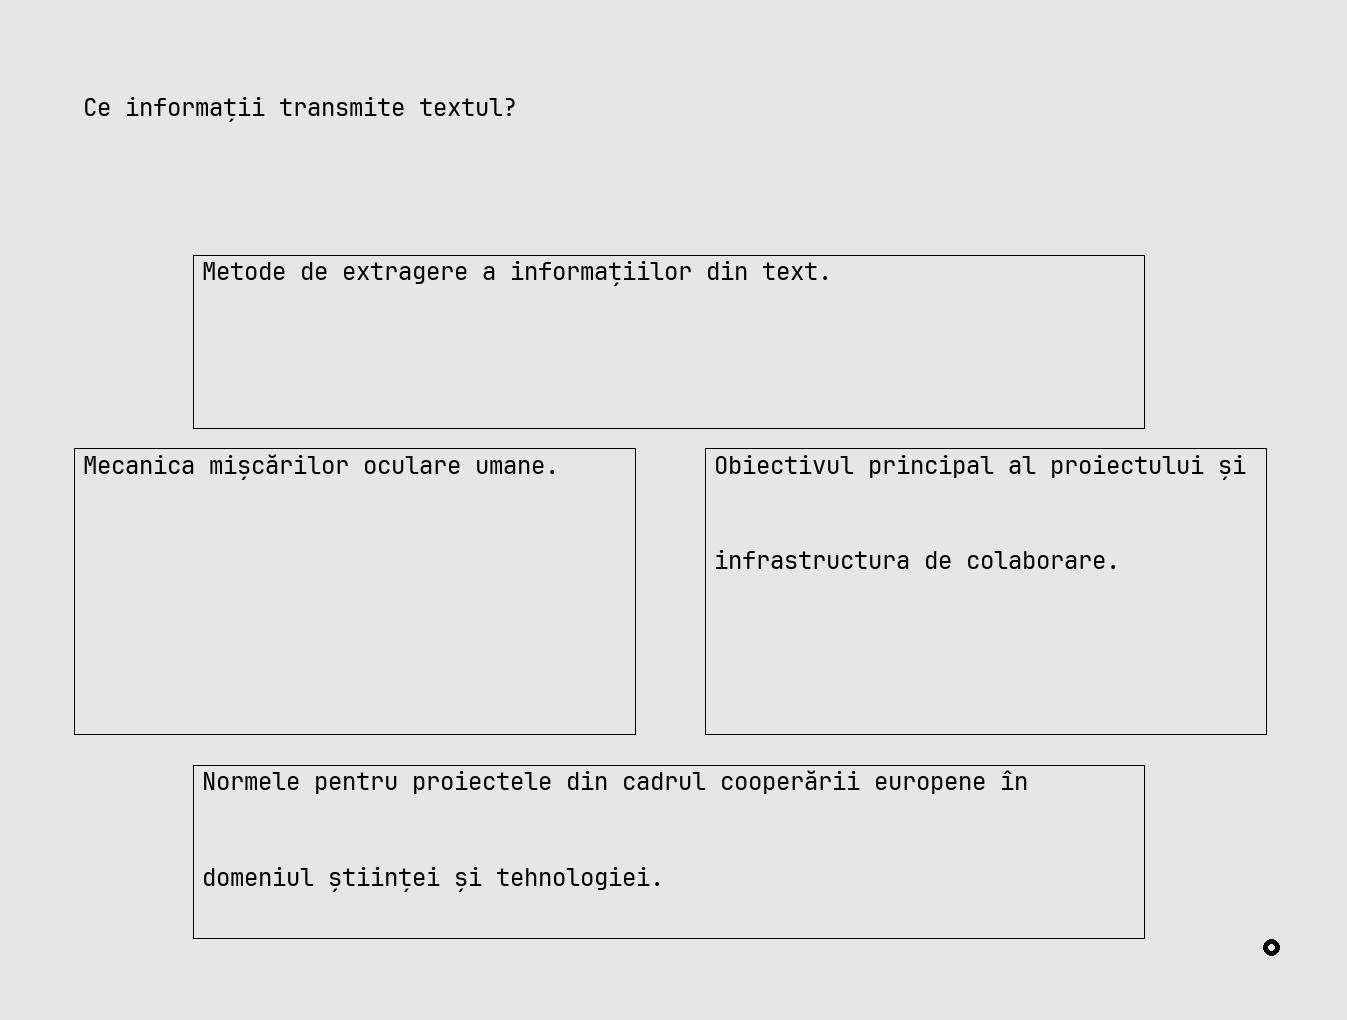 Ce informații transmite textul?
Metode de extragere a informațiilor din text.
Mecanica mișcărilor oculare umane.
Obiectivul principal al proiectului și
infrastructura de colaborare.
Normele pentru proiectele din cadrul cooperării europene în
domeniul științei și tehnologiei.